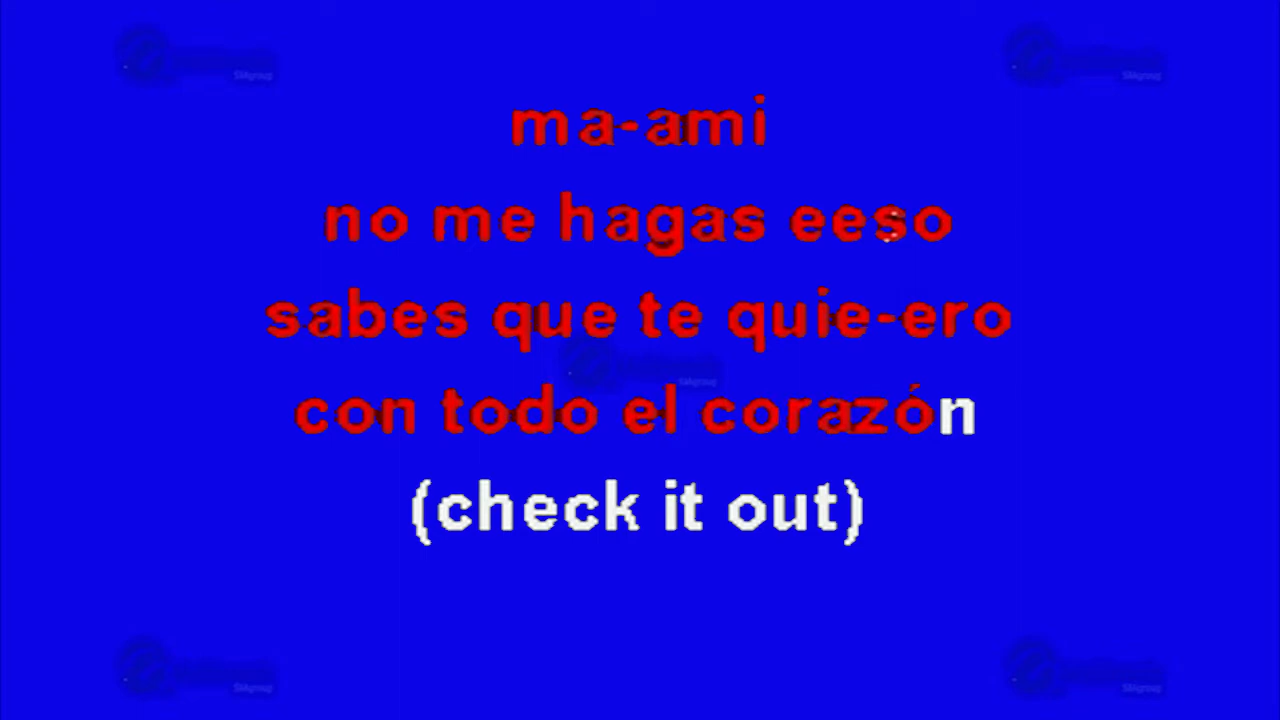 ma-ami
no me hagas eeso
sabes que te quie-ero
con todo el corazón
(check it out)